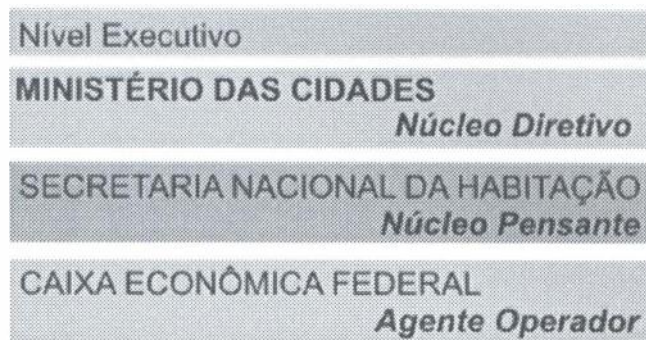 Nível Executivo
MINISTÉRIO DAS CIDADES
Núcleo Diretivo
SECRETARIA NACIONAL DA HABITAÇÃO
Núcleo Pensante
CAIXA ECONÔMICA FEDERAL
Agente Operador